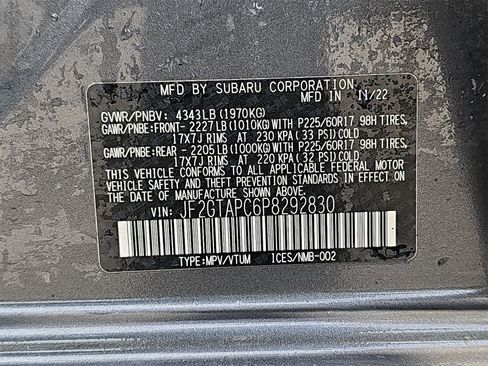 MFD BY SUBARU CORPORATION IN 11/22
GVWR/PNBV: 4343LB (1970KG)
GAWR/PNBE:FRONT- 2227LB (1010KG) WITH P225/60R17 98H TIRES,
17X7J RIMS AT 230 KPA (33 PSI) COLD
GAWR/PNBE:REAR - 2205LB (1000KG) WITH P225/60R17 98H TIRES,
17X7J RIMS AT 220 KPA (32 PSI) COLD
THIS VEHICLE CONFORMS TO ALL APPLICABLE FEDERAL MOTOR
VEHICLE SAFETY AND THEFT PREVENTION STANDARDS IN EFFECT ON
THE DATE OF MANUFACTURE SHOWN ABOVE.
VIN: JF2GTAPC6P8292830
TYPE:MPV/VTUM ICES/NMB-002